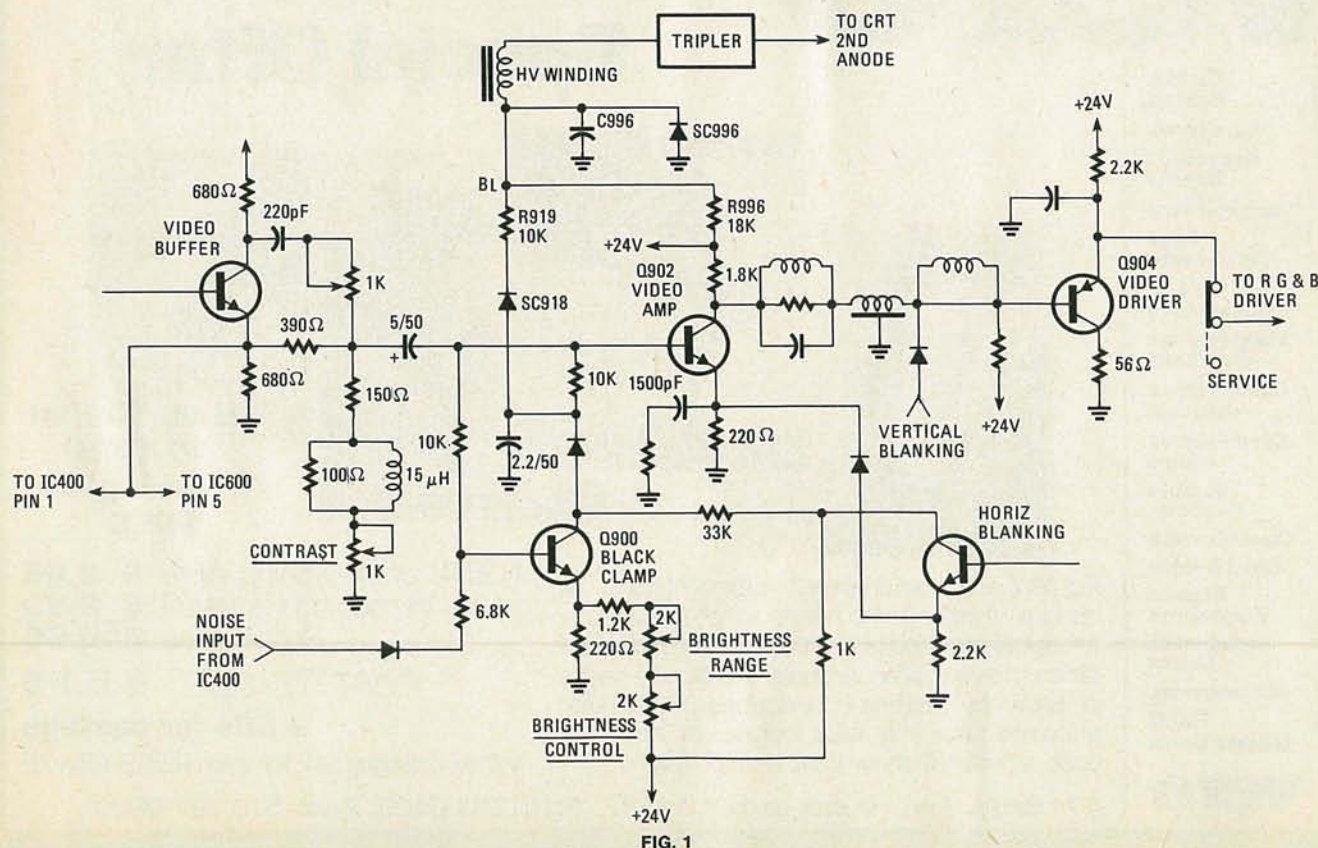 TRIPLER
TO CRT
2ND
ANODE
HV WINDING
C996
SC996
+24V
2.2K
BL
680Ω
220pF
VIDEO
BUFFER
R919
10K
R996
18K
+24V
1.8K
Q902
VIDEO
AMP
Q904
VIDEO
DRIVER
TO R G & B
DRIVER
1K
SC918
390Ω
5/50
+
680Ω
150Ω
10K
1500pF
56Ω
SERVICE
220Ω
VERTICAL
BLANKING
+24V
10K
2.2/50
100Ω
15μH
TO IC400
PIN 1
TO IC600
PIN 5
CONTRAST
1K
Q900
BLACK
CLAMP
33K
HORIZ
BLANKING
NOISE
INPUT
FROM
IC400
6.8K
1.2K
2K
220Ω
BRIGHTNESS
RANGE
1K
2.2K
2K
BRIGHTNESS
CONTROL
+24V
FIG. 1